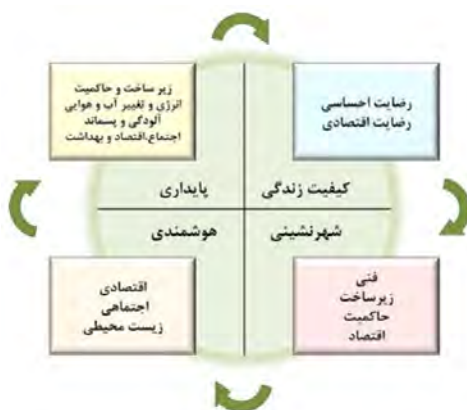 رضایت احساسی
رضایت اقتصادی
زیر ساخت و حاکمیت
انرژی و تغییر آب و هوایی
آلودگی و پسماند
اجتماع،اقتصاد و بهداشت
کیفیت زندگی
پایداری
شهرنشینی
هوشمندی
فنی
زیرساخت
حاکمیت
اقتصاد
اقتصادی
اجتماهی
زیست محیطی